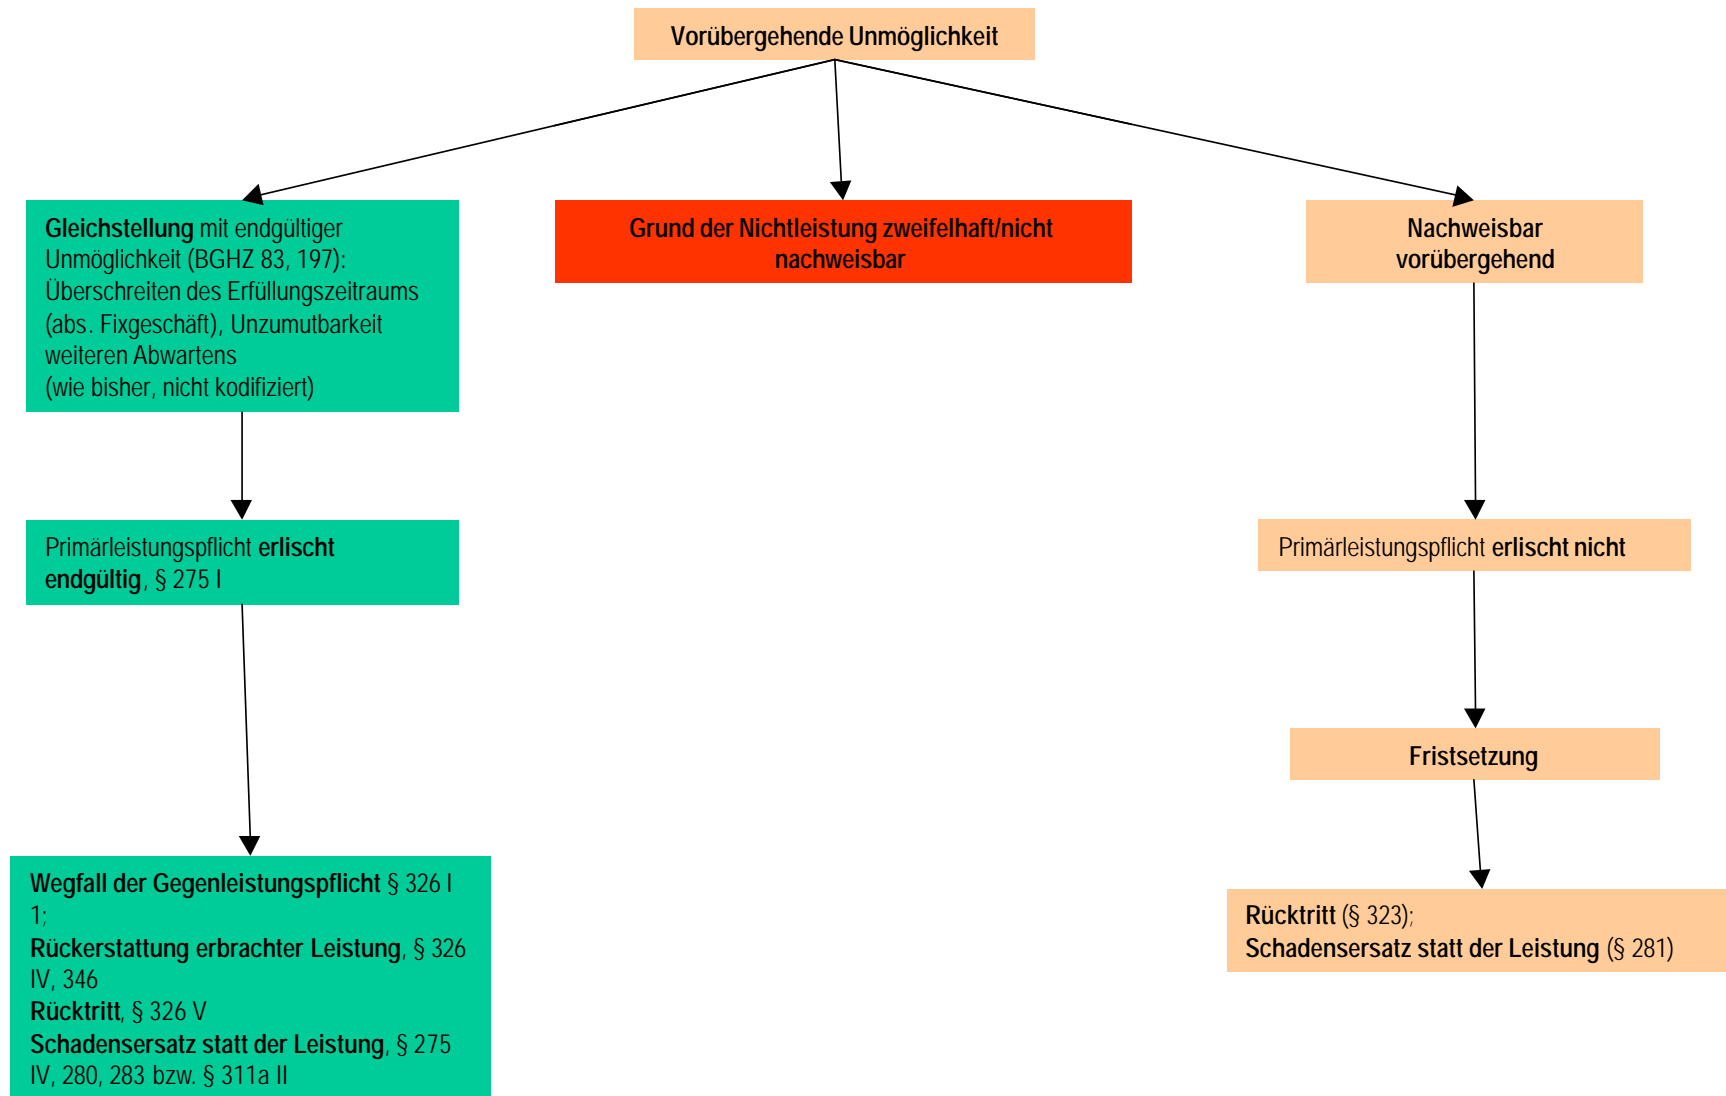 Vorübergehende Unmöglichkeit
Gleichstellung mit endgültiger
Unmöglichkeit (BGHZ 83, 197):
Überschreiten des Erfüllungszeitraums
(abs. Fixgeschäft), Unzumutbarkeit
weiteren Abwartens
(wie bisher, nicht kodifiziert)
Grund der Nichtleistung zweifelhaft/nicht
nachweisbar
Nachweisbar
vorübergehend
Primärleistungspflicht erlischt
endgültig, § 275 I
Primärleistungspflicht erlischt nicht
Fristsetzung
Wegfall der Gegenleistungspflicht § 326 I
1;
Rückerstattung erbrachter Leistung, § 326
IV, 346
Rücktritt, § 326 V
Schadensersatz statt der Leistung, § 275
IV, 280, 283 bzw. § 311a II
Rücktritt (§ 323);
Schadensersatz statt der Leistung (§ 281)